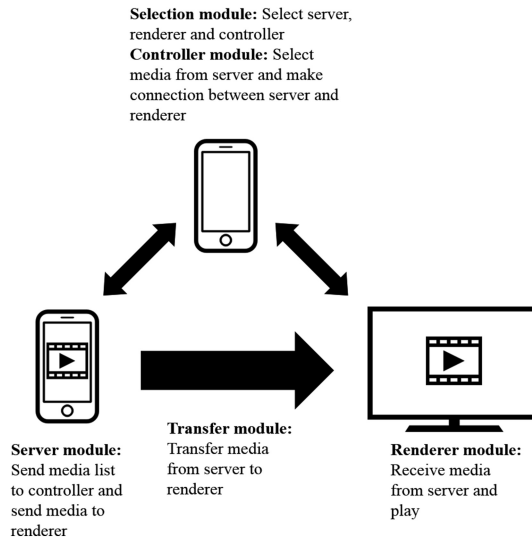 Selection module: Select server,
renderer and controller
Controller module: Select
media from server and make
connection between server and
renderer
Server module:
Send media list
to controller and
send media to
renderer
Transfer module:
Transfer media
from server to
renderer
Renderer module:
Receive media
from server and
play